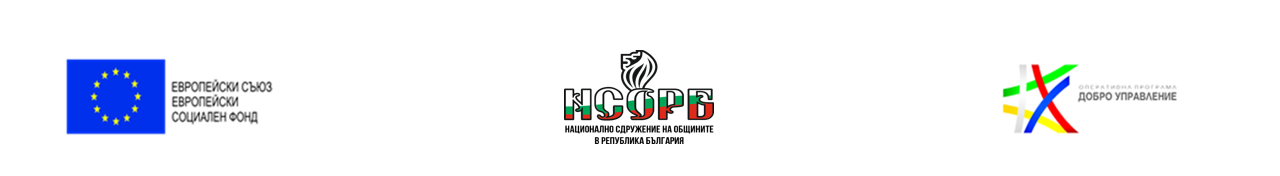 ЕВРОПЕЙСКИ СЪЮЗ
ЕВРОПЕЙСКИ
СОЦИАЛЕН ФОНД
НСОРБ
НАЦИОНАЛНО СДРУЖЕНИЕ НА ОБЩИНИТЕ
В РЕПУБЛИКА БЪЛГАРИЯ
ОПЕРАТИВНА ПРОГРАМА
ДОБРО УПРАВЛЕНИЕ